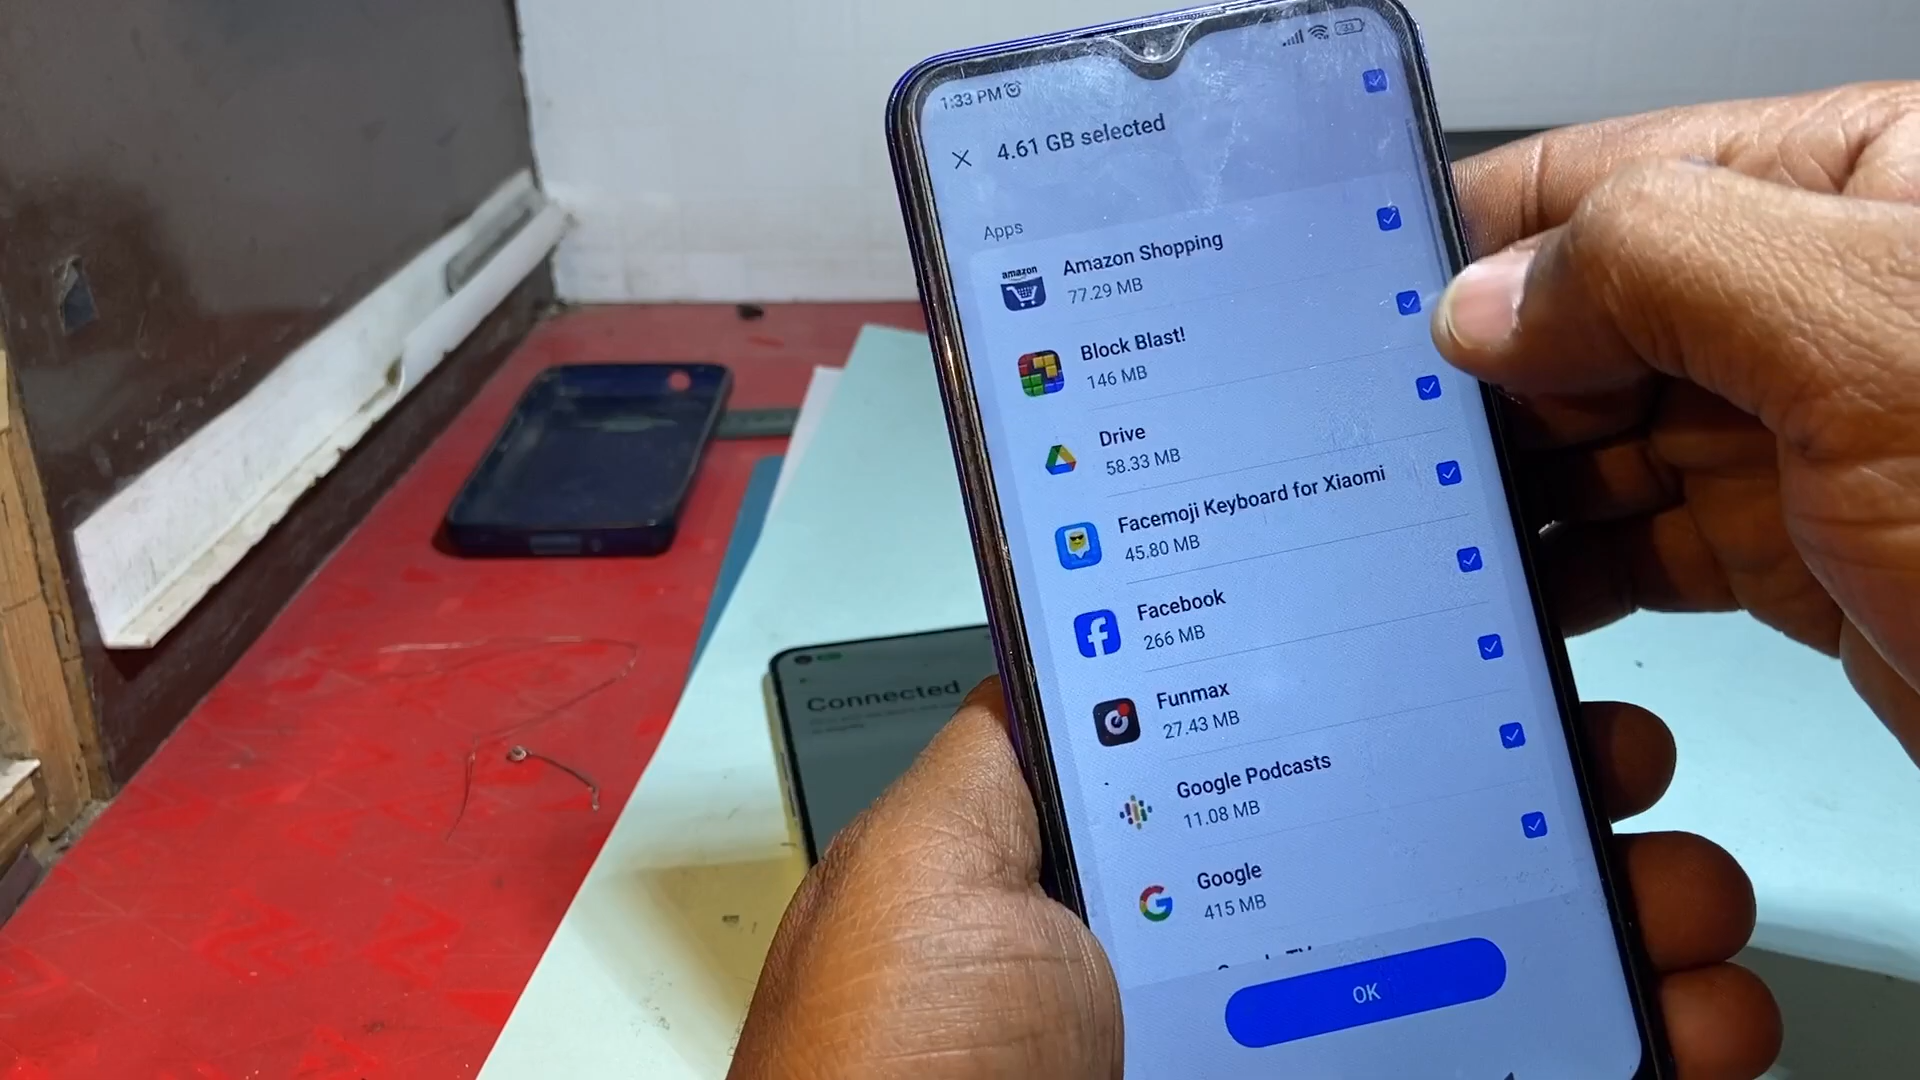 1:33 PM
33
4.61 GB selected
Apps
amazon
Amazon Shopping
77.29 MB
Block Blast!
146 MB
Drive
58.33 MB
Facemoji Keyboard for Xiaomi
45.80 MB
Facebook
266 MB
Funmax
27.43 MB
Google Podcasts
11.08 MB
Google
415 MB
OK
Connected